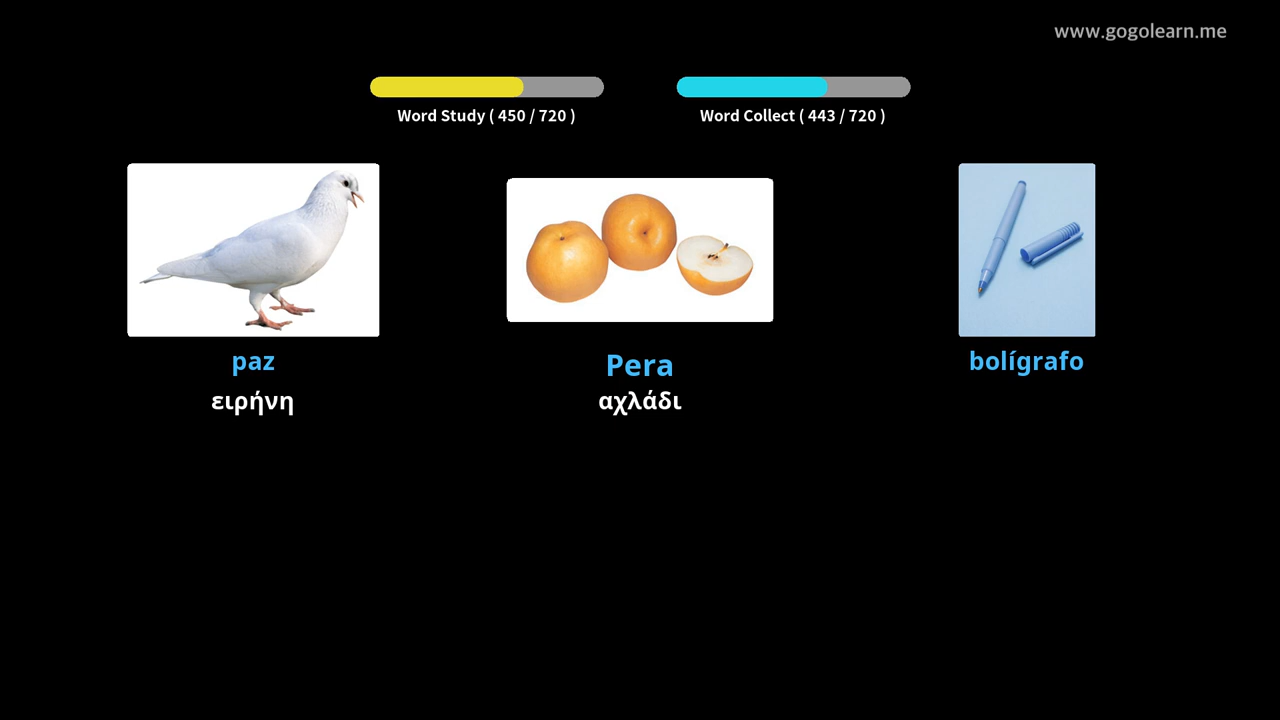 www.gogolearn.me
Word Study ( 450 / 720 )
Word Collect ( 443 / 720 )
paz
ειρήνη
Pera
αχλάδι
bolígrafo